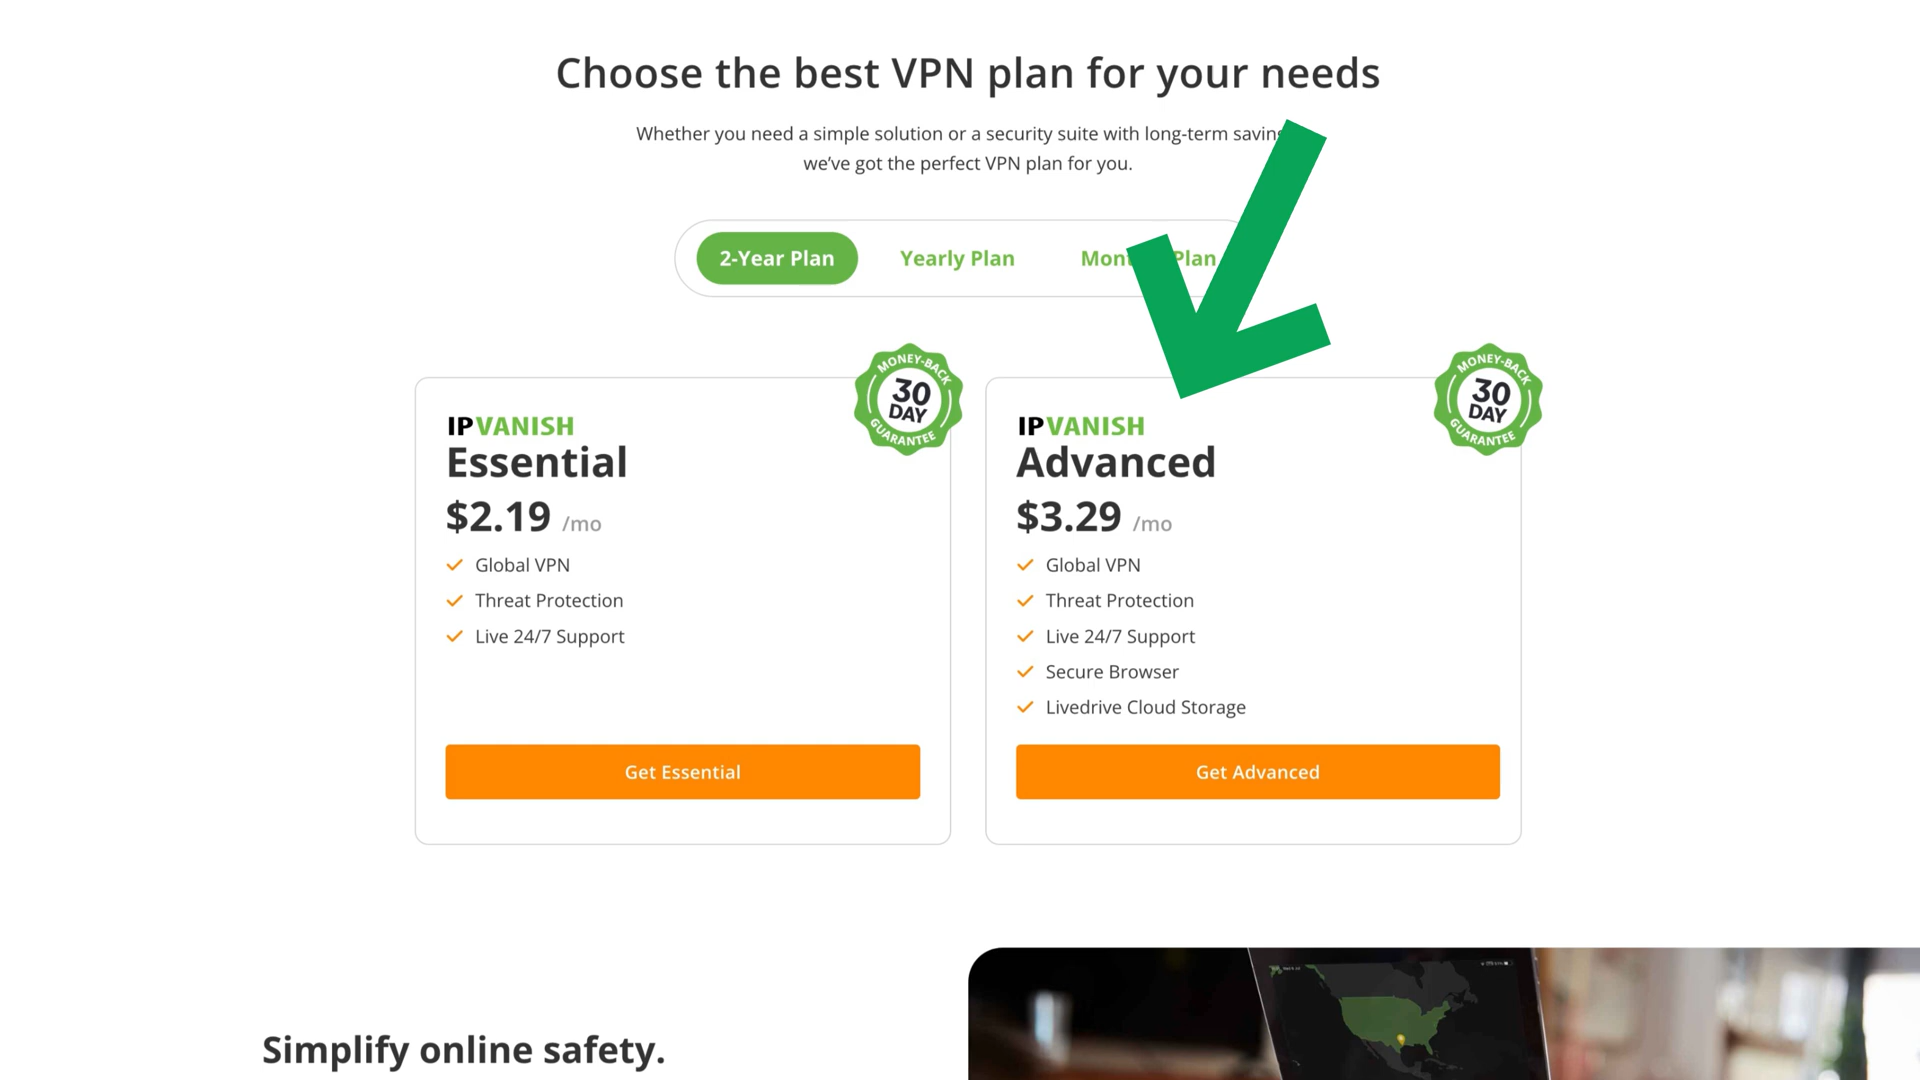 Choose the best VPN plan for your needs
Whether you need a simple solution or a security suite with long-term
we've got the perfect VPN plan for you.
2-Year Plan
Yearly Plan
Plan
MONEY-BACK
30
DAY
GUARANTEE
IPVANISH
Essential
$2.19 /mo
Global VPN
Threat Protection
Live 24/7 Support
Get Essential
MONEY-BACK
30
DAY
GUARANTEE
IPVANISH
Advanced
$3.29 /mo
Global VPN
Threat Protection
Live 24/7 Support
Secure Browser
Livedrive Cloud Storage
Get Advanced
Simplify online safety.